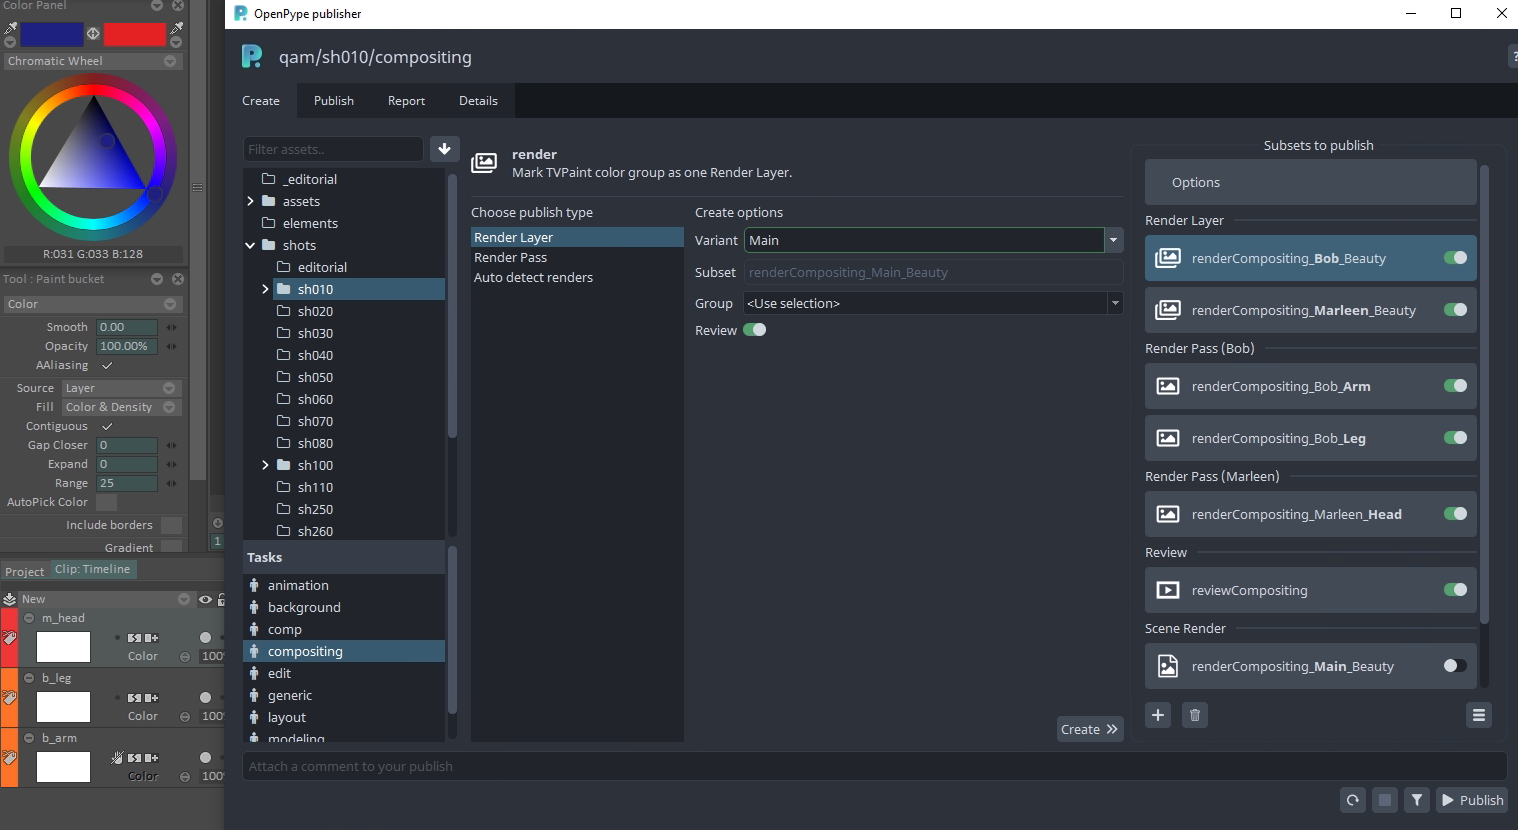 Color Panel
Chromatic Wheel
R:031 G:033 B:128
Tool : Paint bucket
Color
Smooth 0.00
Opacity 100.00%
AAliasing
Source Layer
Fill Color & Density
Contiguous
Gap Closer 0
Expand 0
Range 25
AutoPick Color
Include borders
Gradient
1
Project Clip: Timeline
New
m_head
Color 100
b_leg
Color 100
b_arm
Color 100
OpenPype publisher
qam/sh010/compositing
?
Create Publish Report Details
Filter assets..
_editorial
assets
elements
shots
editorial
sh010
sh020
sh030
sh040
sh050
sh060
sh070
sh080
sh100
sh110
sh250
sh260
Tasks
animation
background
comp
compositing
edit
generic
layout
modeling
render
Mark TVPaint color group as one Render Layer.
Choose publish type
Render Layer
Render Pass
Auto detect renders
Create options
Variant Main
Subset renderCompositing_Main_Beauty
Group <Use selection>
Review
Create
Subsets to publish
Options
Render Layer
renderCompositing_Bob_Beauty
renderCompositing_Marleen_Beauty
Render Pass (Bob)
renderCompositing_Bob_Arm
renderCompositing_Bob_Leg
Render Pass (Marleen)
renderCompositing_Marleen_Head
Review
reviewCompositing
Scene Render
renderCompositing_Main_Beauty
Attach a comment to your publish
Publish